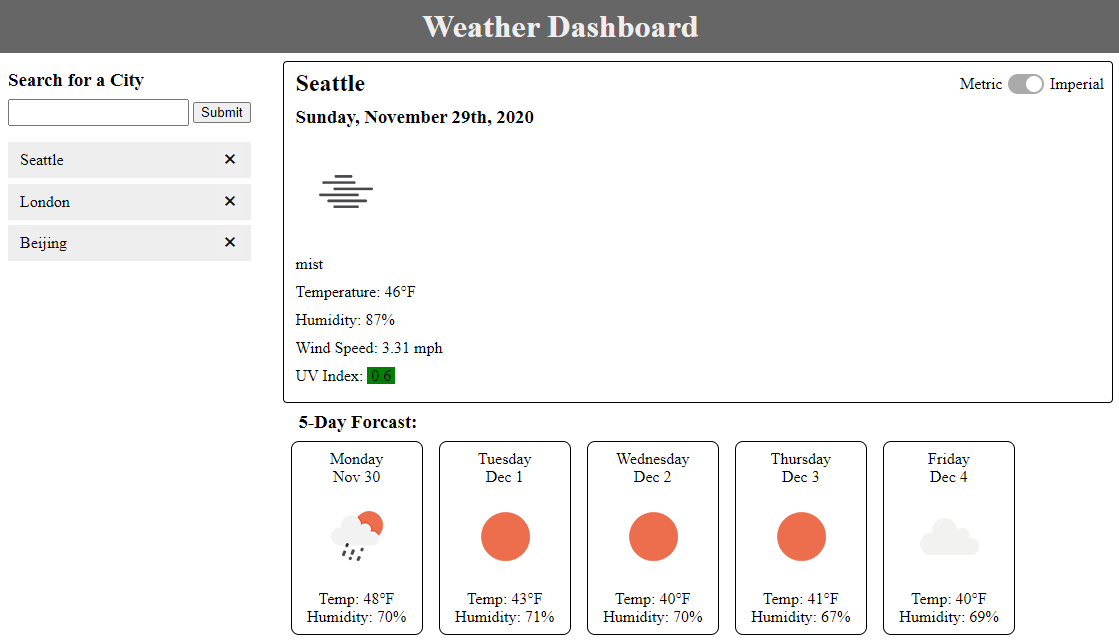 Weather Dashboard
Search for a City
Submit
Seattle ✕
London ✕
Beijing ✕
Seattle
Metric Imperial
Sunday, November 29th, 2020
mist
Temperature: 46°F
Humidity: 87%
Wind Speed: 3.31 mph
UV Index: 0.6
5-Day Forcast:
Monday
Nov 30
Temp: 48°F
Humidity: 70%
Tuesday
Dec 1
Temp: 43°F
Humidity: 71%
Wednesday
Dec 2
Temp: 40°F
Humidity: 70%
Thursday
Dec 3
Temp: 41°F
Humidity: 67%
Friday
Dec 4
Temp: 40°F
Humidity: 69%